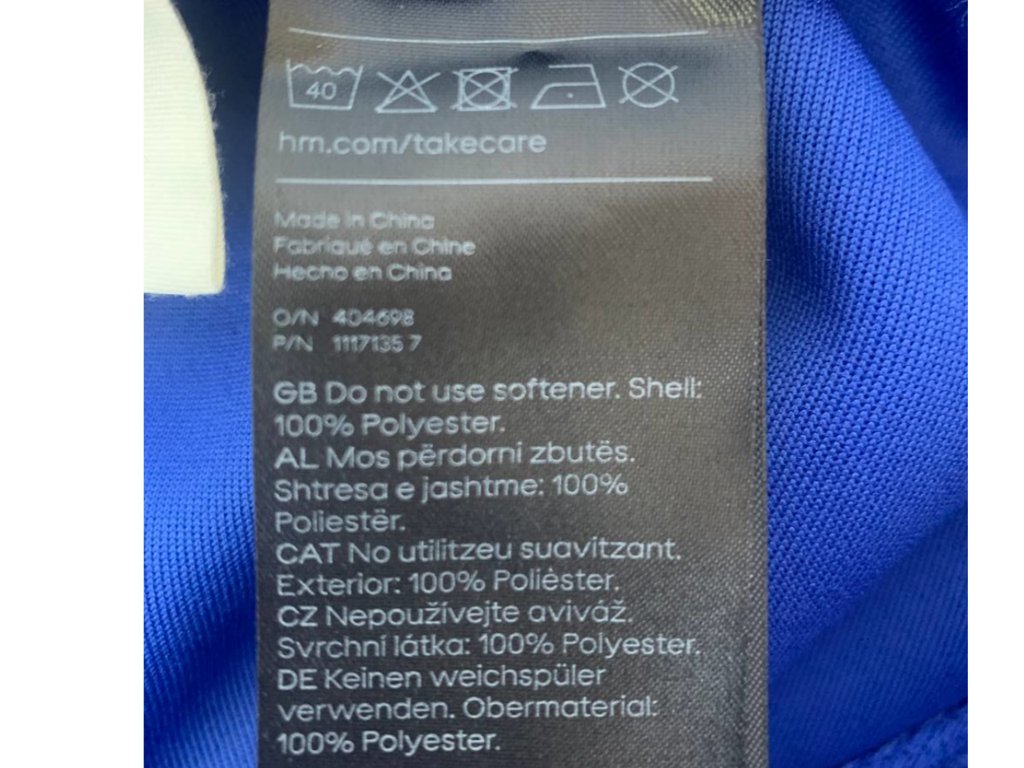 40
hm.com/takecare
Made in China
Fabriqué en Chine
Hecho en China
O/N 404698
P/N 1117135 7
GB Do not use softener. Shell:
100% Polyester.
AL Mos përdorni zbutës.
Shtresa e jashtme: 100%
Poliestër.
CAT No utilitzeu suavitzant.
Exterior: 100% Polièster.
CZ Nepoužívejte aviváž.
Svrchní látka: 100% Polyester.
DE Keinen weichspüler
verwenden. Obermaterial:
100% Polyester.